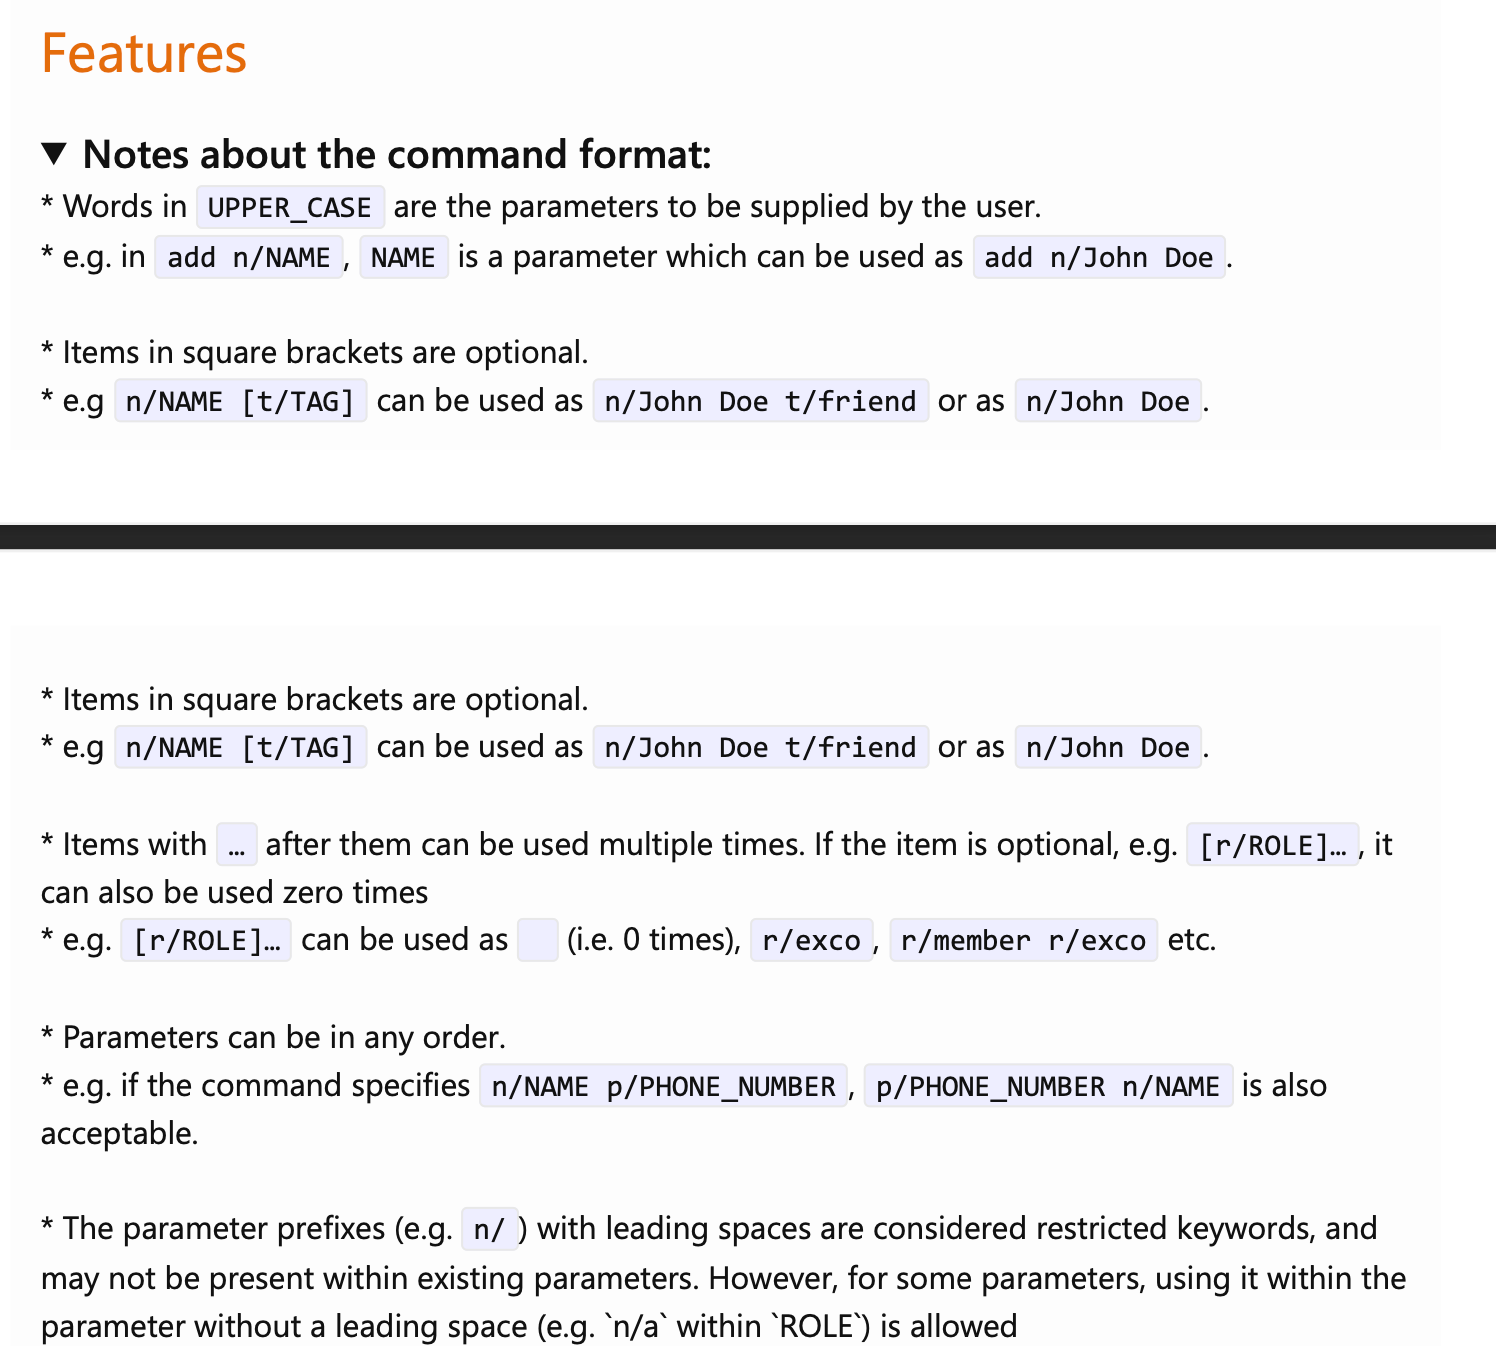 Features
▼ Notes about the command format:
* Words in UPPER_CASE are the parameters to be supplied by the user.
* e.g. in add n/NAME, NAME is a parameter which can be used as add n/John Doe.
* Items in square brackets are optional.
* e.g n/NAME [t/TAG] can be used as n/John Doe t/friend or as n/John Doe.
* Items in square brackets are optional.
* e.g n/NAME [t/TAG] can be used as n/John Doe t/friend or as n/John Doe.
* Items with … after them can be used multiple times. If the item is optional, e.g. [r/ROLE]…, it
can also be used zero times
* e.g. [r/ROLE]… can be used as   (i.e. 0 times), r/exco, r/member r/exco etc.
* Parameters can be in any order.
* e.g. if the command specifies n/NAME p/PHONE_NUMBER, p/PHONE_NUMBER n/NAME is also
acceptable.
* The parameter prefixes (e.g. n/) with leading spaces are considered restricted keywords, and
may not be present within existing parameters. However, for some parameters, using it within the
parameter without a leading space (e.g. `n/a` within `ROLE`) is allowed